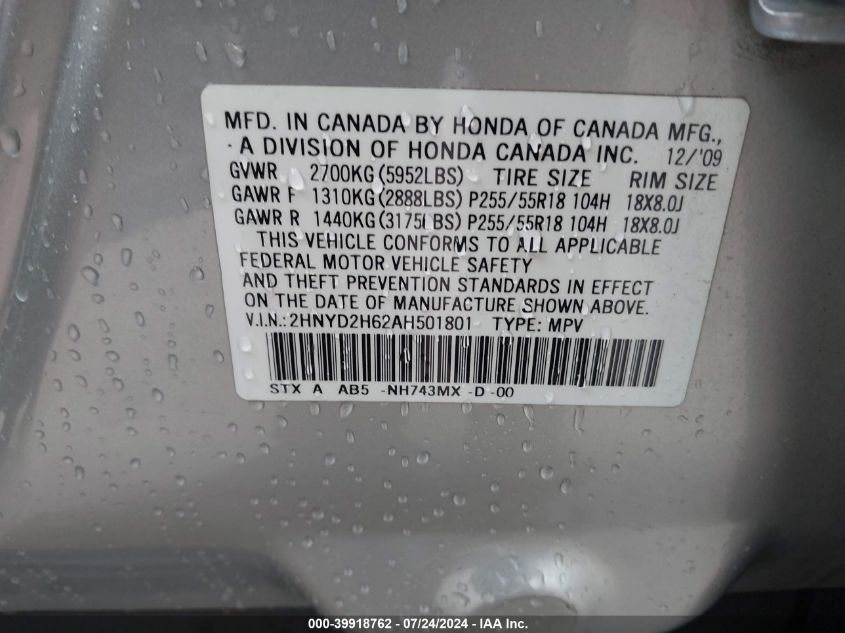 MFD. IN CANADA BY HONDA OF CANADA MFG.,
A DIVISION OF HONDA CANADA INC. 12/'09
GVWR 2700KG(5952LBS) TIRE SIZE RIM SIZE
GAWR F 1310KG(2888LBS) P255/55R18 104H 18X8.0J
GAWR R 1440KG(3175LBS) P255/55R18 104H 18X8.0J
THIS VEHICLE CONFORMS TO ALL APPLICABLE
FEDERAL MOTOR VEHICLE SAFETY
AND THEFT PREVENTION STANDARDS IN EFFECT
ON THE DATE OF MANUFACTURE SHOWN ABOVE.
V.I.N.:2HNYD2H62AH501801 TYPE: MPV
STX A AB5 -NH743MX -D -00
000-39918762 - 07/24/2024 - IAA Inc.